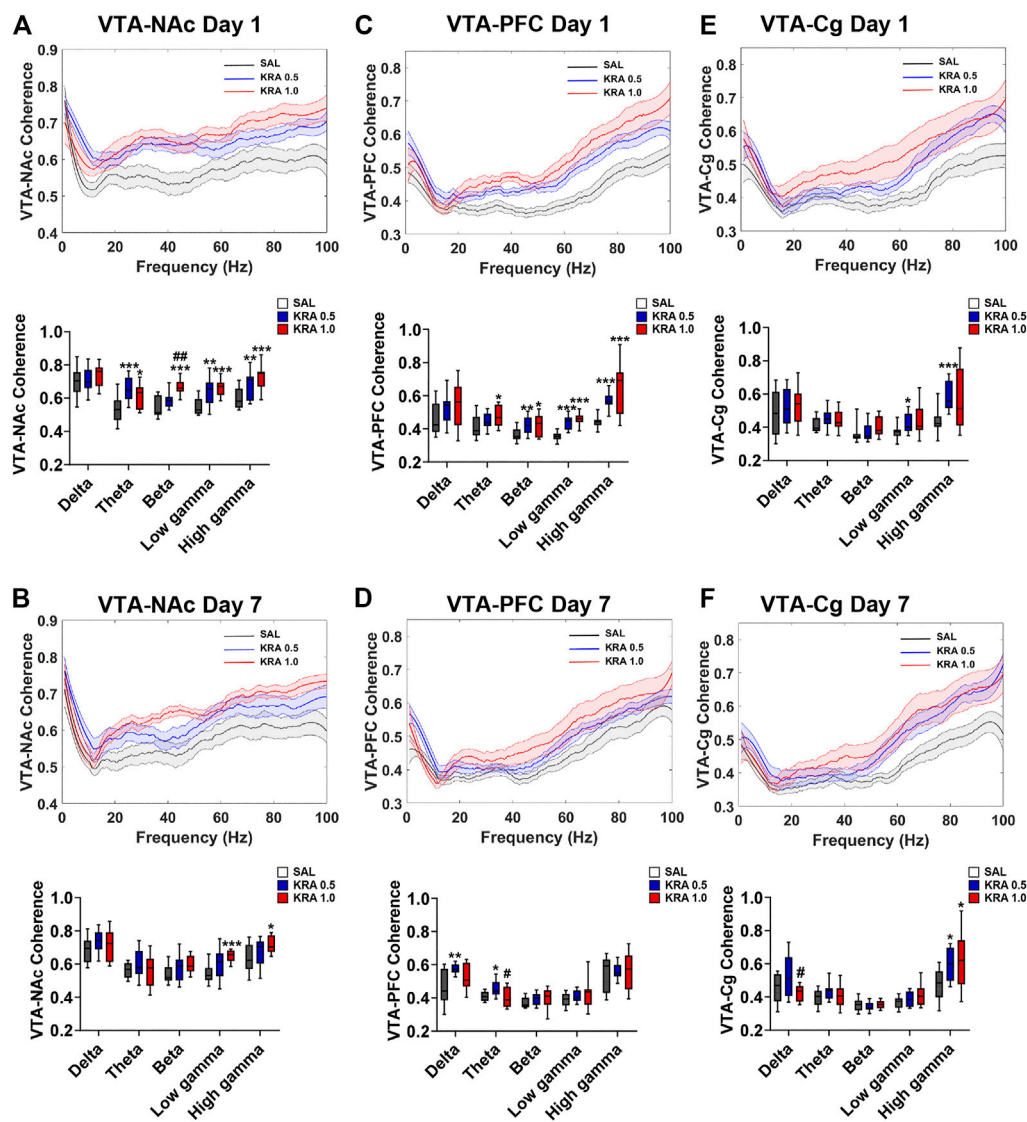 A
VTA-NAc Day 1
VTA-NAc Coherence
0.9
0.8
0.7
0.6
0.5
0.4
SAL
KRA 0.5
KRA 1.0
0 20 40 60 80 100
Frequency (Hz)
VTA-NAc Coherence
1.0
0.8
0.6
0.4
0.2
SAL
KRA 0.5
KRA 1.0
*** * ## *** ** *** ** ***
Delta
Theta
Beta
Low gamma
High gamma
C
VTA-PFC Day 1
VTA-PFC Coherence
0.8
0.7
0.6
0.5
0.4
0.3
SAL
KRA 0.5
KRA 1.0
0 20 40 60 80 100
Frequency (Hz)
VTA-PFC Coherence
1.0
0.8
0.6
0.4
0.2
SAL
KRA 0.5
KRA 1.0
* ** * *** *** *** ***
Delta
Theta
Beta
Low gamma
High gamma
E
VTA-Cg Day 1
VTA-Cg Coherence
0.8
0.7
0.6
0.5
0.4
0.3
SAL
KRA 0.5
KRA 1.0
0 20 40 60 80 100
Frequency (Hz)
VTA-Cg Coherence
1.0
0.8
0.6
0.4
0.2
SAL
KRA 0.5
KRA 1.0
* ***
Delta
Theta
Beta
Low gamma
High gamma
B
VTA-NAc Day 7
VTA-NAc Coherence
0.9
0.8
0.7
0.6
0.5
0.4
SAL
KRA 0.5
KRA 1.0
0 20 40 60 80 100
Frequency (Hz)
VTA-NAc Coherence
1.0
0.8
0.6
0.4
0.2
SAL
KRA 0.5
KRA 1.0
*** *
Delta
Theta
Beta
Low gamma
High gamma
D
VTA-PFC Day 7
VTA-PFC Coherence
0.8
0.7
0.6
0.5
0.4
0.3
SAL
KRA 0.5
KRA 1.0
0 20 40 60 80 100
Frequency (Hz)
VTA-PFC Coherence
1.0
0.8
0.6
0.4
0.2
SAL
KRA 0.5
KRA 1.0
** * #
Delta
Theta
Beta
Low gamma
High gamma
F
VTA-Cg Day 7
VTA-Cg Coherence
0.8
0.7
0.6
0.5
0.4
0.3
SAL
KRA 0.5
KRA 1.0
0 20 40 60 80 100
Frequency (Hz)
VTA-Cg Coherence
1.0
0.8
0.6
0.4
0.2
SAL
KRA 0.5
KRA 1.0
# * *
Delta
Theta
Beta
Low gamma
High gamma